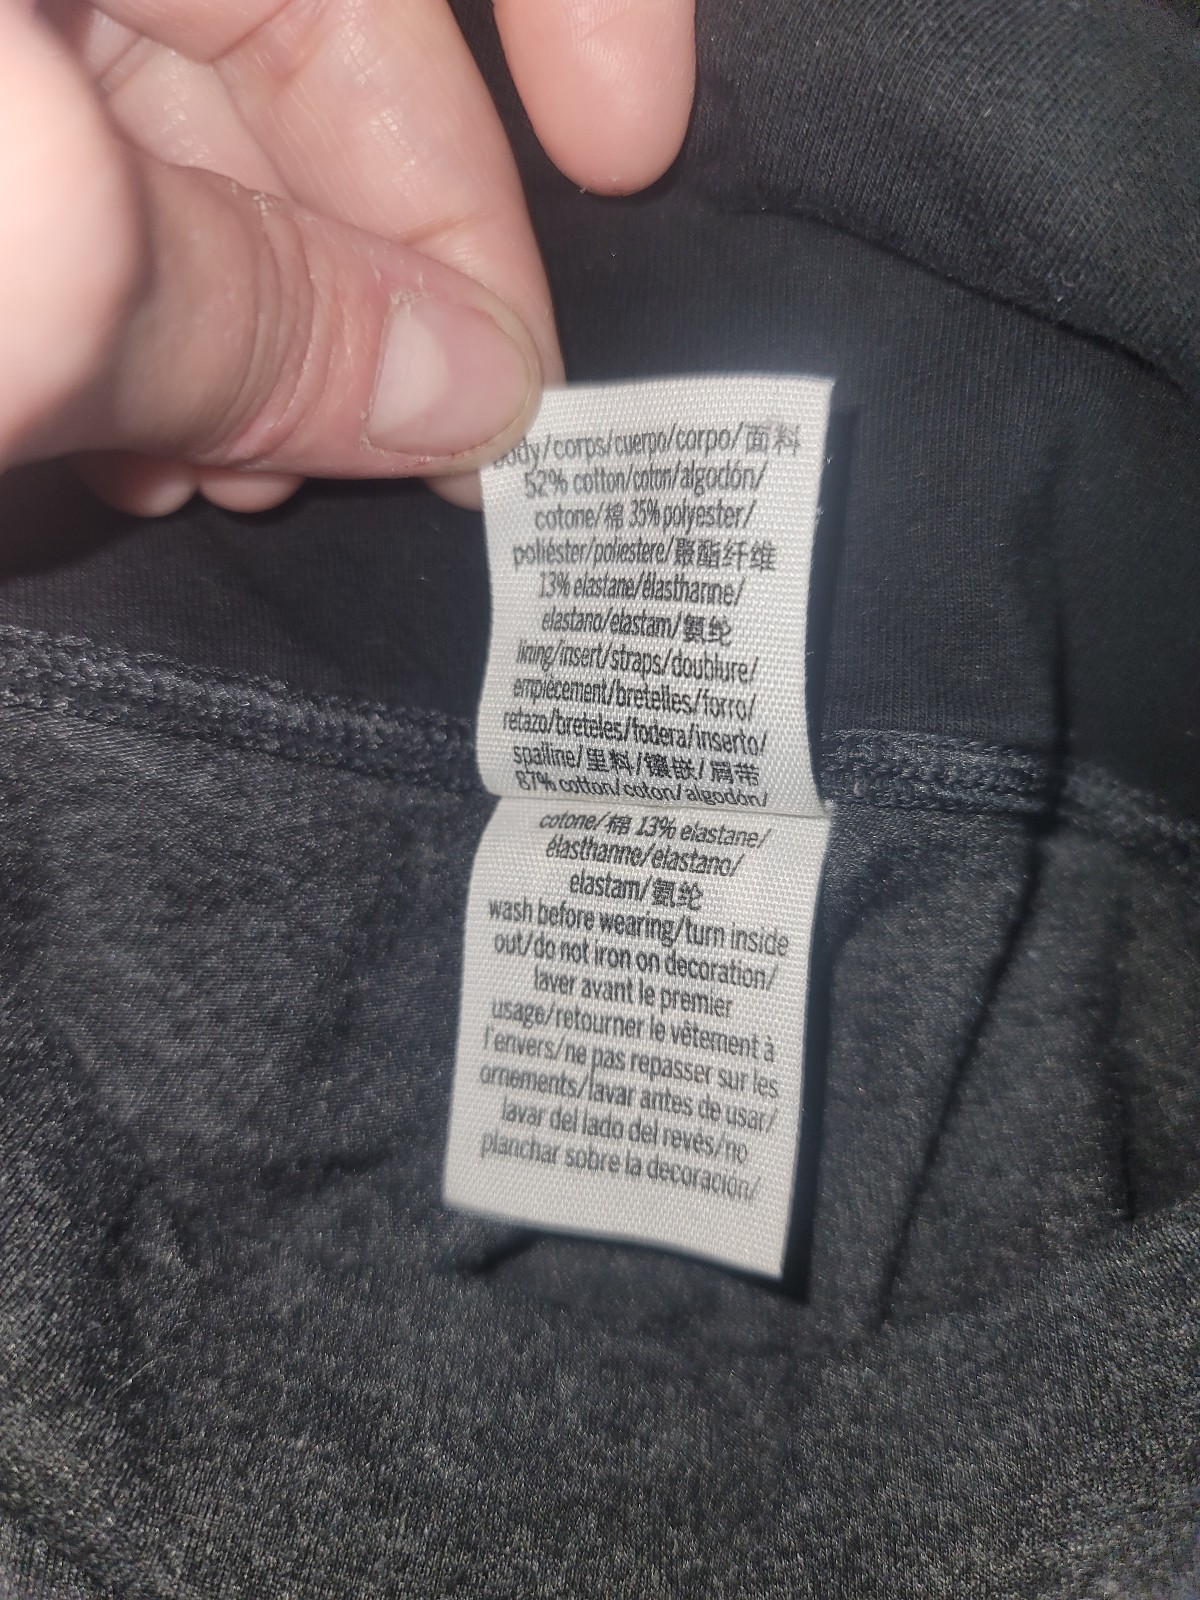 body/corps/cuerpo/corpo/面料
52% cotton/coton/algodón/
cotone/棉 35% polyester/
poliéster/poliestere/聚酯纤维
13% elastane/élasthanne/
elastano/elastam/氨纶
lining/insert/straps/doublure/
empiècement/bretelles/forro/
retazo/breteles/fodera/inserto/
spalline/里料/镶嵌/肩带
87% cotton/coton/algodón/
cotone/棉 13% elastane/
élasthanne/elastano/
elastam/氨纶
wash before wearing/turn inside
out/do not iron on decoration/
laver avant le premier
usage/retourner le vêtement à
l'envers/ne pas repasser sur les
ornements/lavar antes de usar/
lavar del lado del revés/no
planchar sobre la decoración/